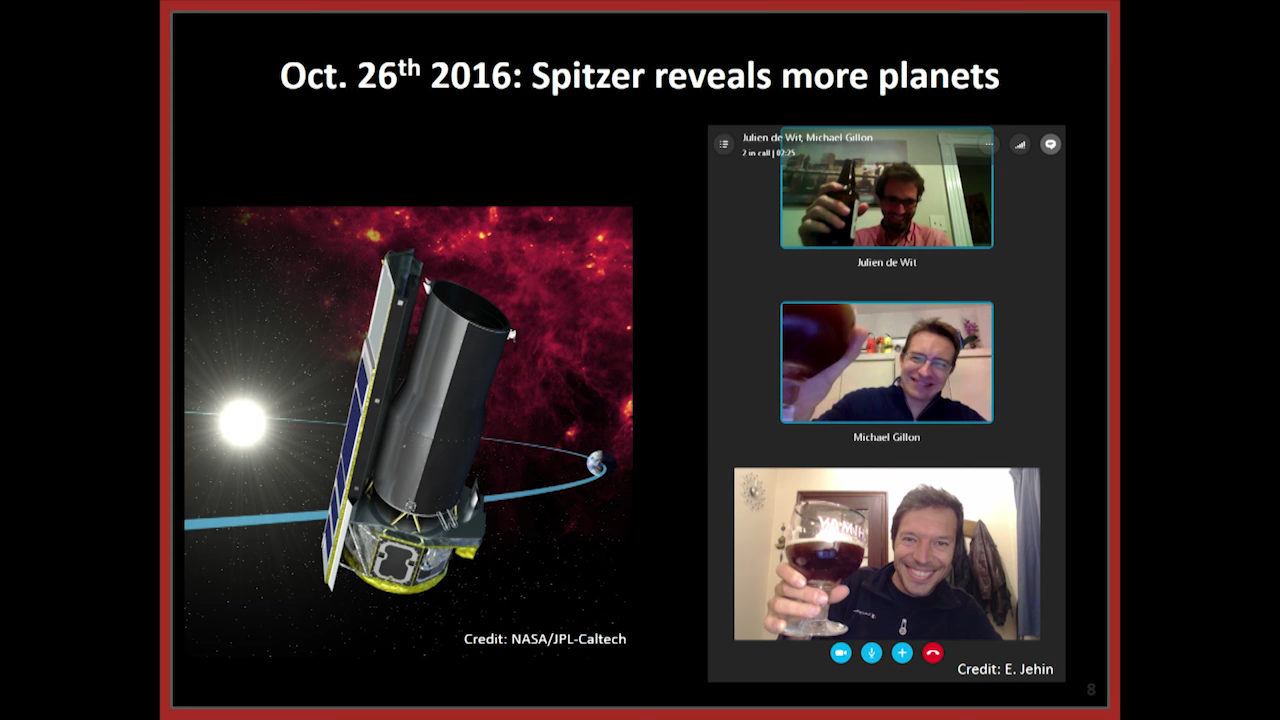 Oct. 26th 2016: Spitzer reveals more planets
Julien de Wit, Michael Gillon
2 in call | 02:25
Julien de Wit
Michael Gillon
CHIMAY
Credit: NASA/JPL-Caltech
Credit: E. Jehin
8